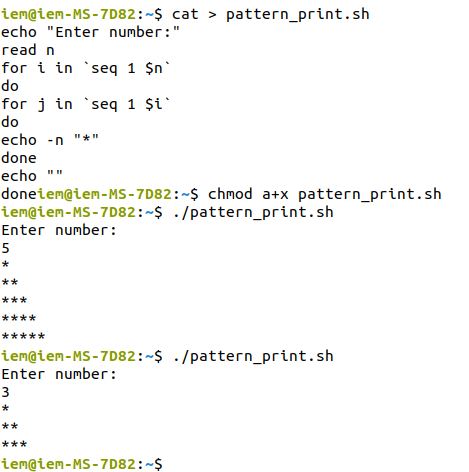 iem@iem-MS-7D82:~$ cat > pattern_print.sh
echo "Enter number:"
read n
for i in `seq 1 $n`
do
for j in `seq 1 $i`
do
echo -n "*"
done
echo ""
doneiem@iem-MS-7D82:~$ chmod a+x pattern_print.sh
iem@iem-MS-7D82:~$ ./pattern_print.sh
Enter number:
5
*
**
***
****
*****
iem@iem-MS-7D82:~$ ./pattern_print.sh
Enter number:
3
*
**
***
iem@iem-MS-7D82:~$